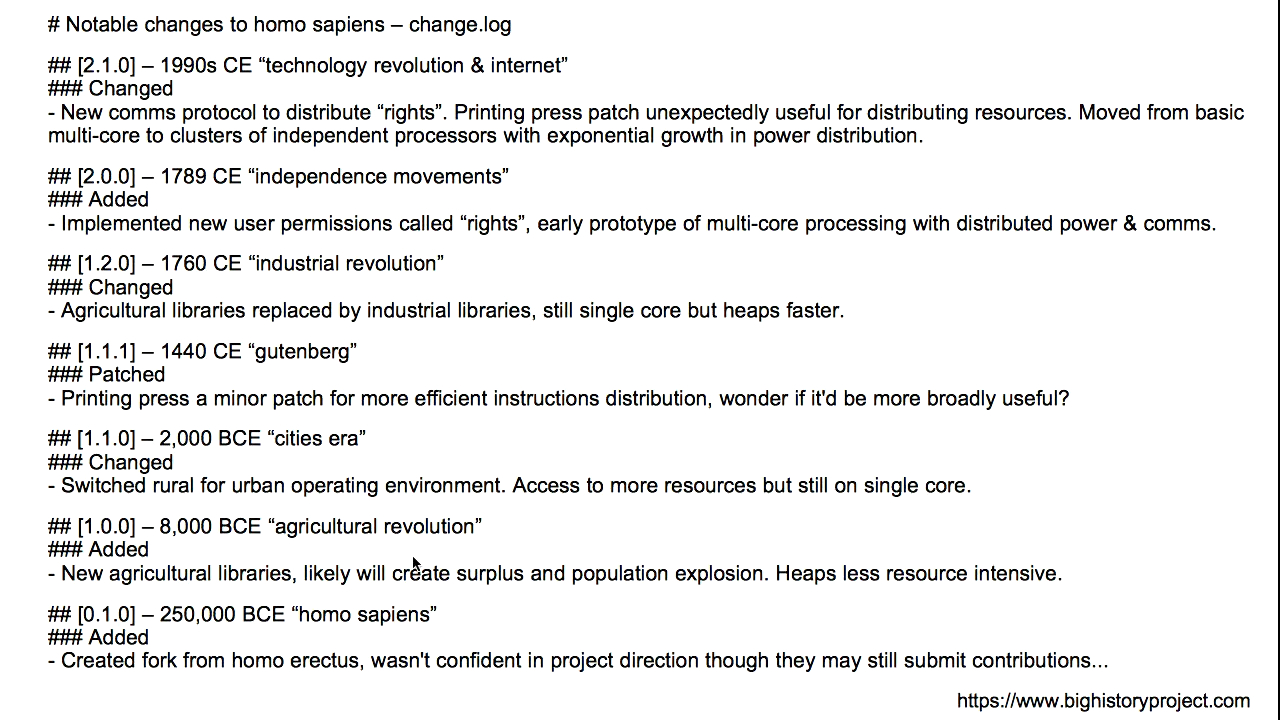 # Notable changes to homo sapiens – change.log
## [2.1.0] – 1990s CE “technology revolution & internet”
### Changed
- New comms protocol to distribute “rights”. Printing press patch unexpectedly useful for distributing resources. Moved from basic
multi-core to clusters of independent processors with exponential growth in power distribution.
## [2.0.0] – 1789 CE “independence movements”
### Added
- Implemented new user permissions called “rights”, early prototype of multi-core processing with distributed power & comms.
## [1.2.0] – 1760 CE “industrial revolution”
### Changed
- Agricultural libraries replaced by industrial libraries, still single core but heaps faster.
## [1.1.1] – 1440 CE “gutenberg”
### Patched
- Printing press a minor patch for more efficient instructions distribution, wonder if it'd be more broadly useful?
## [1.1.0] – 2,000 BCE “cities era”
### Changed
- Switched rural for urban operating environment. Access to more resources but still on single core.
## [1.0.0] – 8,000 BCE “agricultural revolution”
### Added
- New agricultural libraries, likely will create surplus and population explosion. Heaps less resource intensive.
## [0.1.0] – 250,000 BCE “homo sapiens”
### Added
- Created fork from homo erectus, wasn't confident in project direction though they may still submit contributions...
https://www.bighistoryproject.com